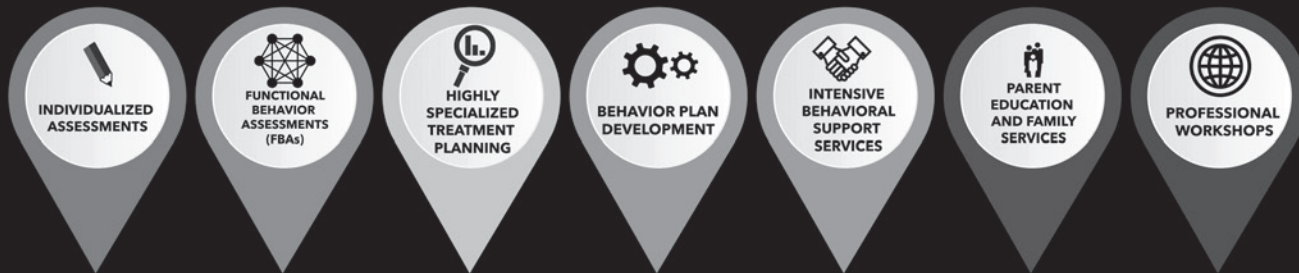 INDIVIDUALIZED
ASSESSMENTS
FUNCTIONAL
BEHAVIOR
ASSESSMENTS
(FBAs)
HIGHLY
SPECIALIZED
TREATMENT
PLANNING
BEHAVIOR PLAN
DEVELOPMENT
INTENSIVE
BEHAVIORAL
SUPPORT
SERVICES
PARENT
EDUCATION
AND FAMILY
SERVICES
PROFESSIONAL
WORKSHOPS